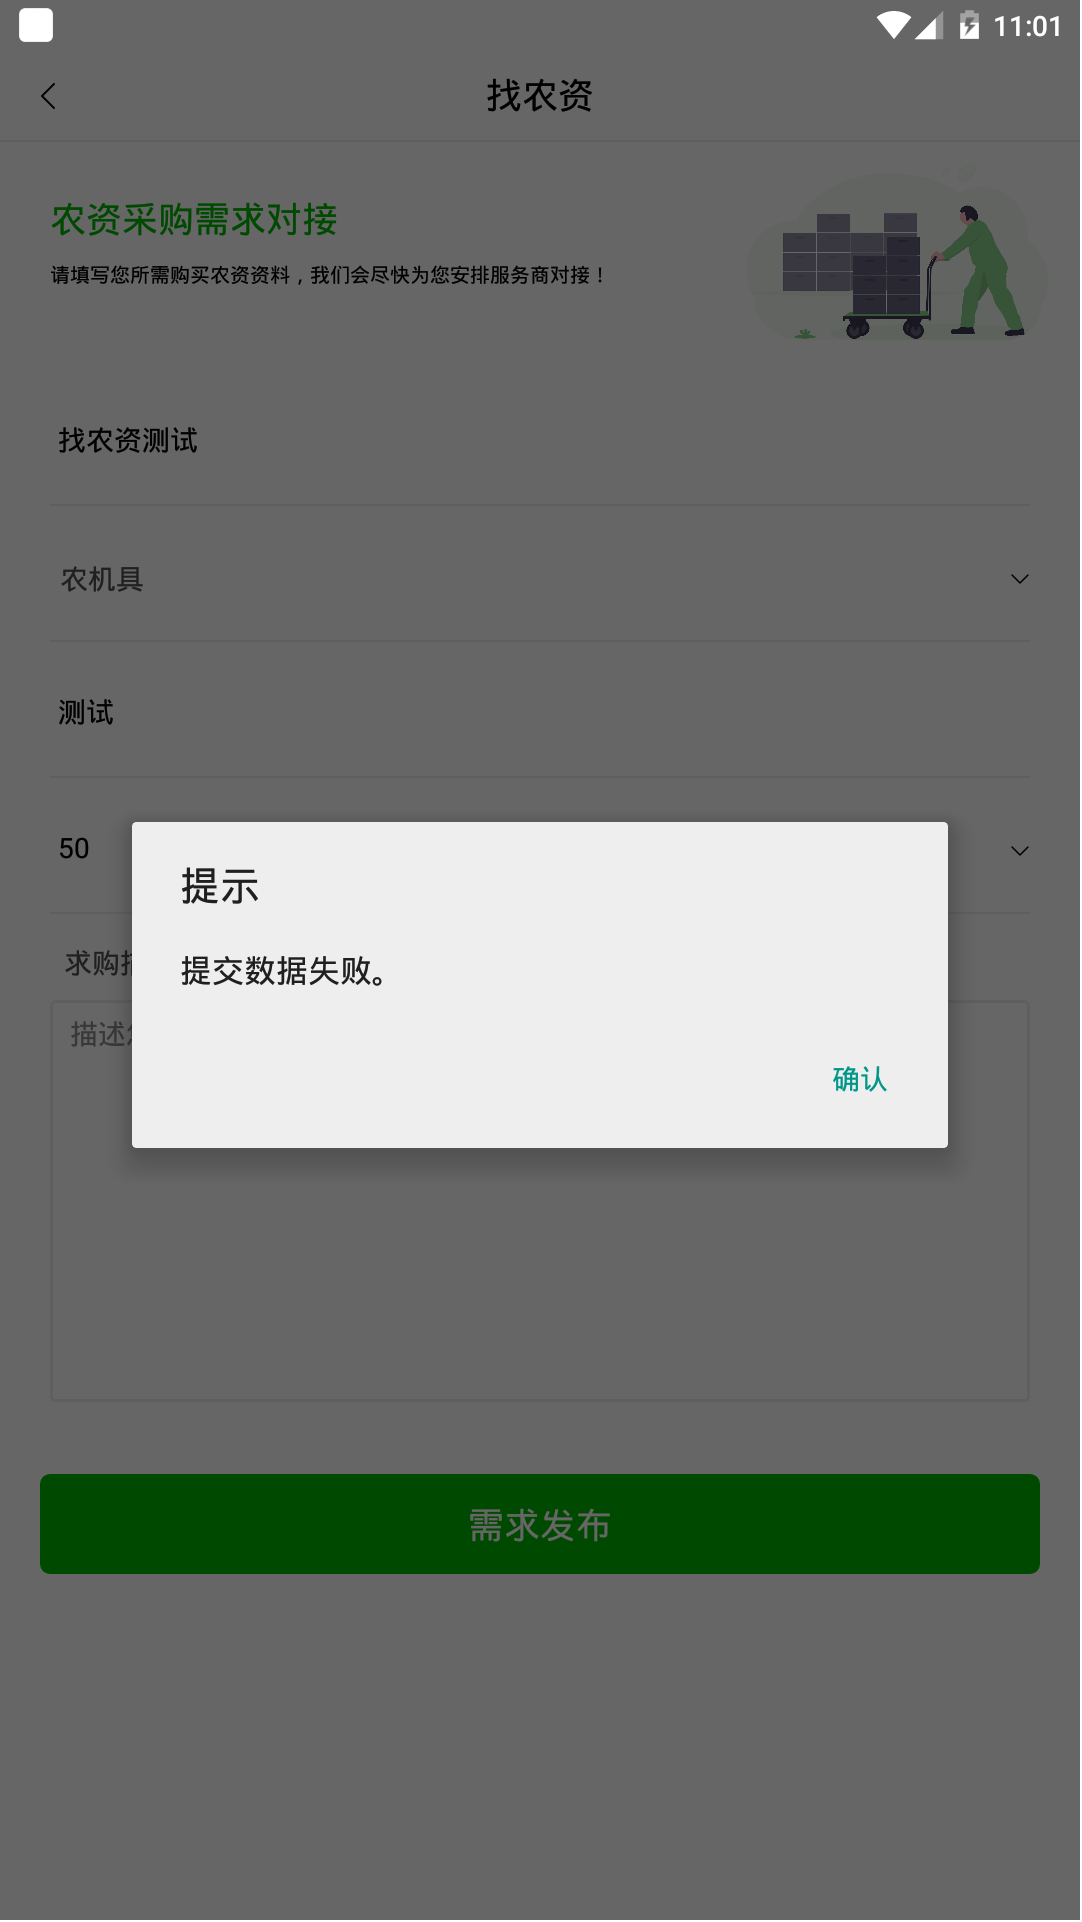 11:01
找农资
农资采购需求对接
请填写您所需购买农资资料，我们会尽快为您安排服务商对接！
找农资测试
农机具
测试
50
提示
提交数据失败。
确认
求购
描述
需求发布